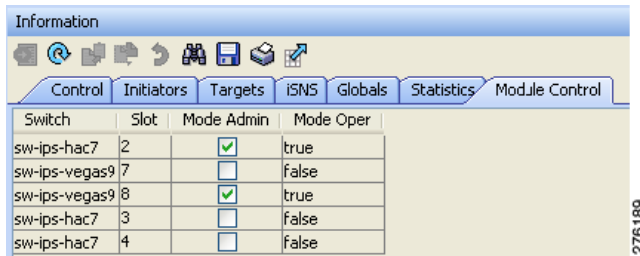 Information
Control Initiators Targets iSNS Globals Statistics Module Control
Switch Slot Mode Admin Mode Oper
sw-ips-hac7 2 true
sw-ips-vegas9 7 false
sw-ips-vegas9 8 true
sw-ips-hac7 3 false
sw-ips-hac7 4 false
276189